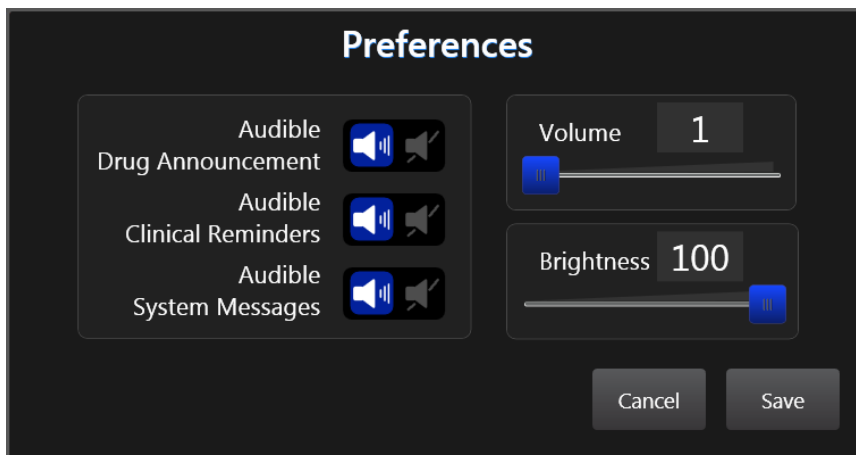 Preferences
Audible
Drug Announcement
Audible
Clinical Reminders
Audible
System Messages
Volume 1
Brightness 100
Cancel Save